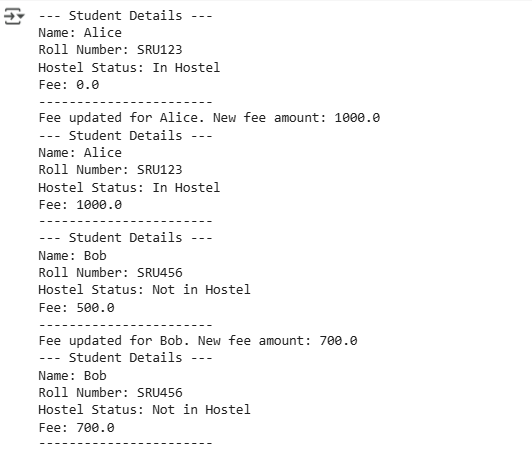 --- Student Details ---
Name: Alice
Roll Number: SRU123
Hostel Status: In Hostel
Fee: 0.0
-----------------------
Fee updated for Alice. New fee amount: 1000.0
--- Student Details ---
Name: Alice
Roll Number: SRU123
Hostel Status: In Hostel
Fee: 1000.0
-----------------------
--- Student Details ---
Name: Bob
Roll Number: SRU456
Hostel Status: Not in Hostel
Fee: 500.0
-----------------------
Fee updated for Bob. New fee amount: 700.0
--- Student Details ---
Name: Bob
Roll Number: SRU456
Hostel Status: Not in Hostel
Fee: 700.0
-----------------------